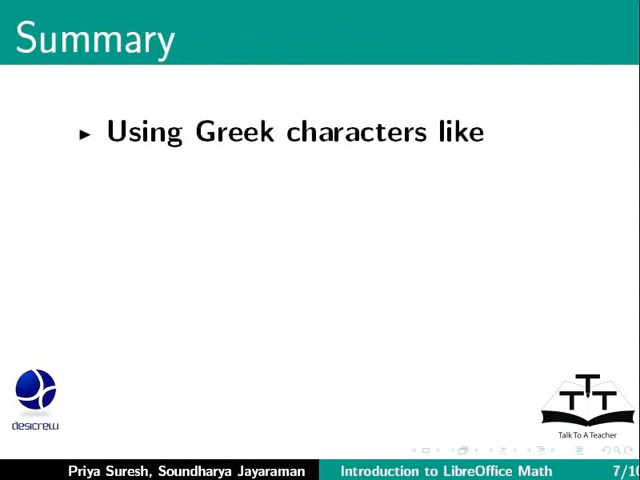 Summary
Using Greek characters like
desicrew
T T T
Talk To A Teacher
Priya Suresh, Soundharya Jayaraman Introduction to LibreOffice Math 7/10